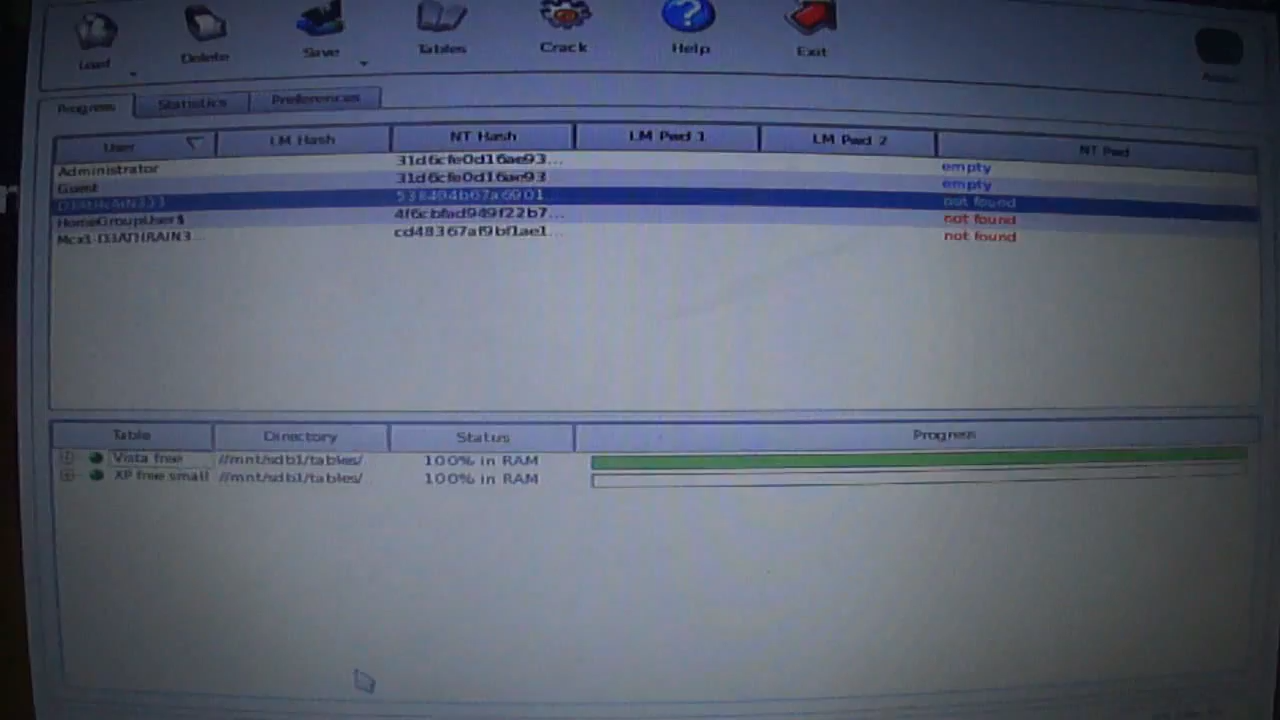 Load Delete Save Tables Crack Help Exit
Progress Statistics Preferences
User LM Hash NT Hash LM Pwd 1 LM Pwd 2 NT Pwd
Administrator 31d6cfe0d16ae93... empty
Guest 31d6cfe0d16ae93 empty
not found
HomeGroupUser$ 4f6cbfad949f22b7... not found
cd48367af9bf1ae1... not found
Table Directory Status Progress
Vista free //mnt/sdb1/tables/ 100% in RAM
XP free small //mnt/sdb1/tables/ 100% in RAM